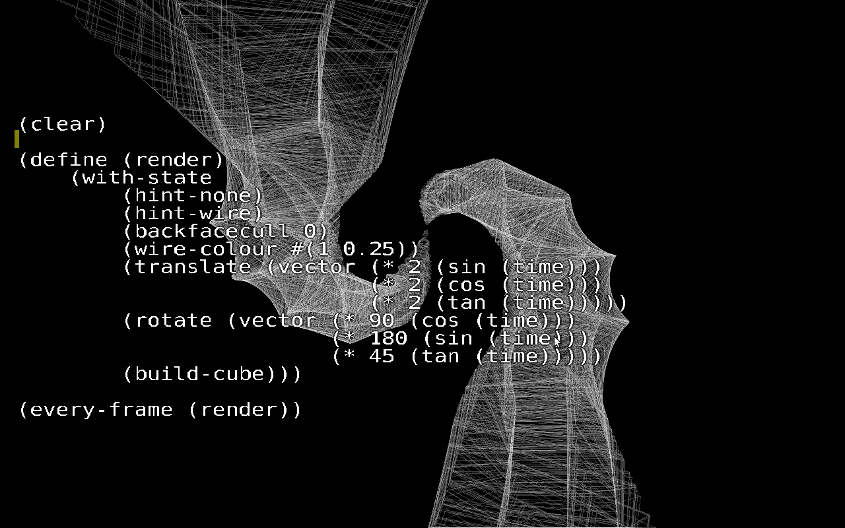 (clear)
(define (render)
(with-state
(hint-none)
(hint-wire)
(backfacecull 0)
(wire-colour #(1 0.25))
(translate (vector (* 2 (sin (time)))
(* 2 (cos (time)))
(* 2 (tan (time)))))
(rotate (vector (* 90 (cos (time)))
(* 180 (sin (time)))
(* 45 (tan (time)))))
(build-cube)))
(every-frame (render))